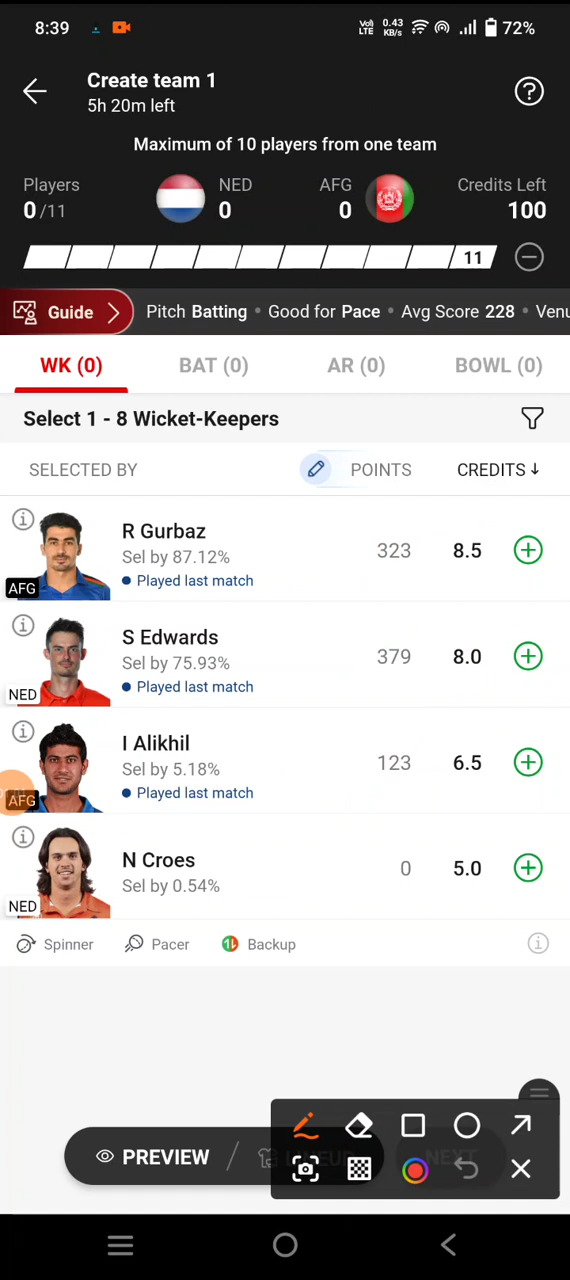 8:39 Vo) LTE 0.43 KB/s 72%
Create team 1
5h 20m left
Maximum of 10 players from one team
Players NED AFG Credits Left
0/11 0 0 100
11
Guide Pitch Batting • Good for Pace • Avg Score 228 • Venu
WK (0) BAT (0) AR (0) BOWL (0)
Select 1 - 8 Wicket-Keepers
SELECTED BY POINTS CREDITS ↓
R Gurbaz
Sel by 87.12% 323 8.5
Played last match
AFG
S Edwards
Sel by 75.93% 379 8.0
Played last match
NED
I Alikhil
Sel by 5.18% 123 6.5
Played last match
AFG
N Croes
Sel by 0.54% 0 5.0
NED
Spinner Pacer Backup
PREVIEW / LINEUP NEXT